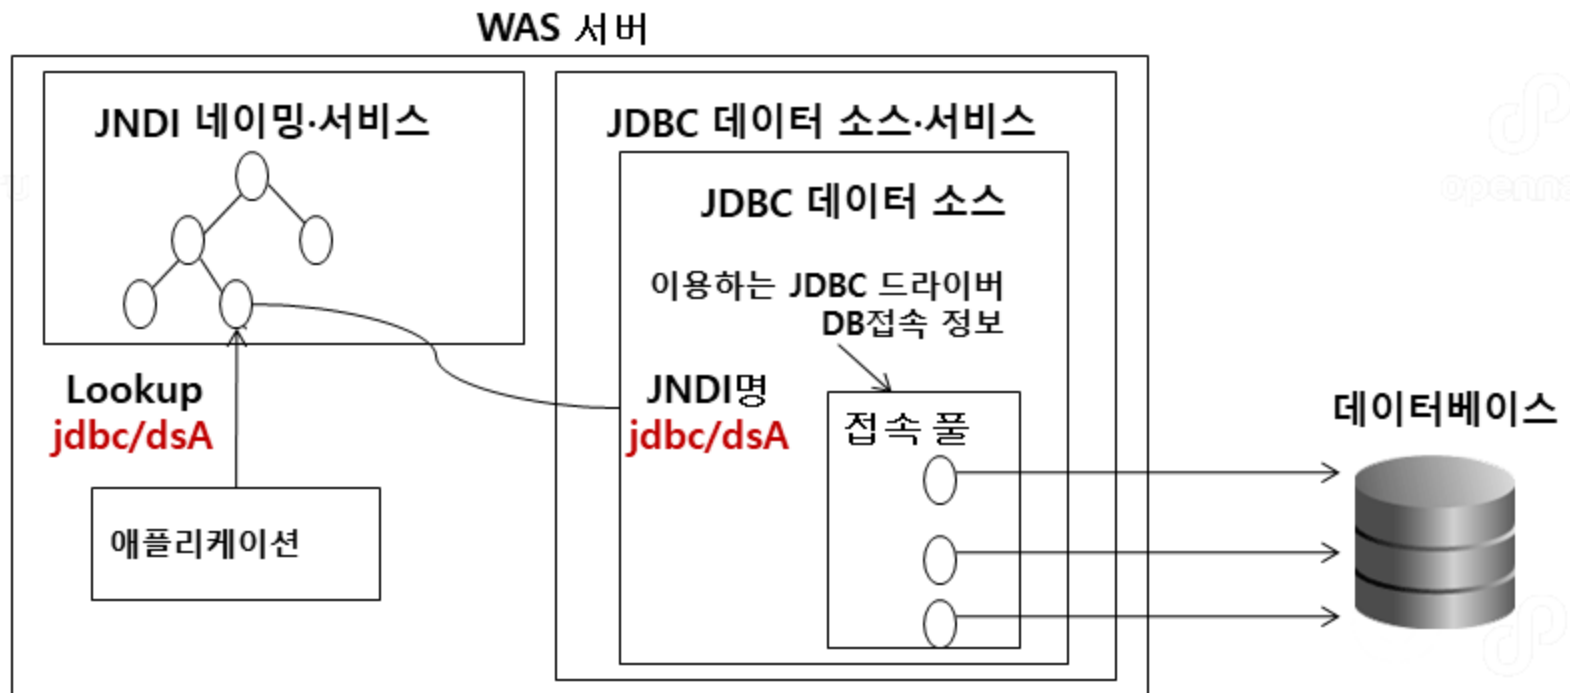 WAS 서버
JNDI 네이밍·서비스
JDBC 데이터 소스·서비스
JDBC 데이터 소스
이용하는 JDBC 드라이버
DB접속 정보
Lookup
jdbc/dsA
JNDI명
jdbc/dsA
접속 풀
데이터베이스
애플리케이션